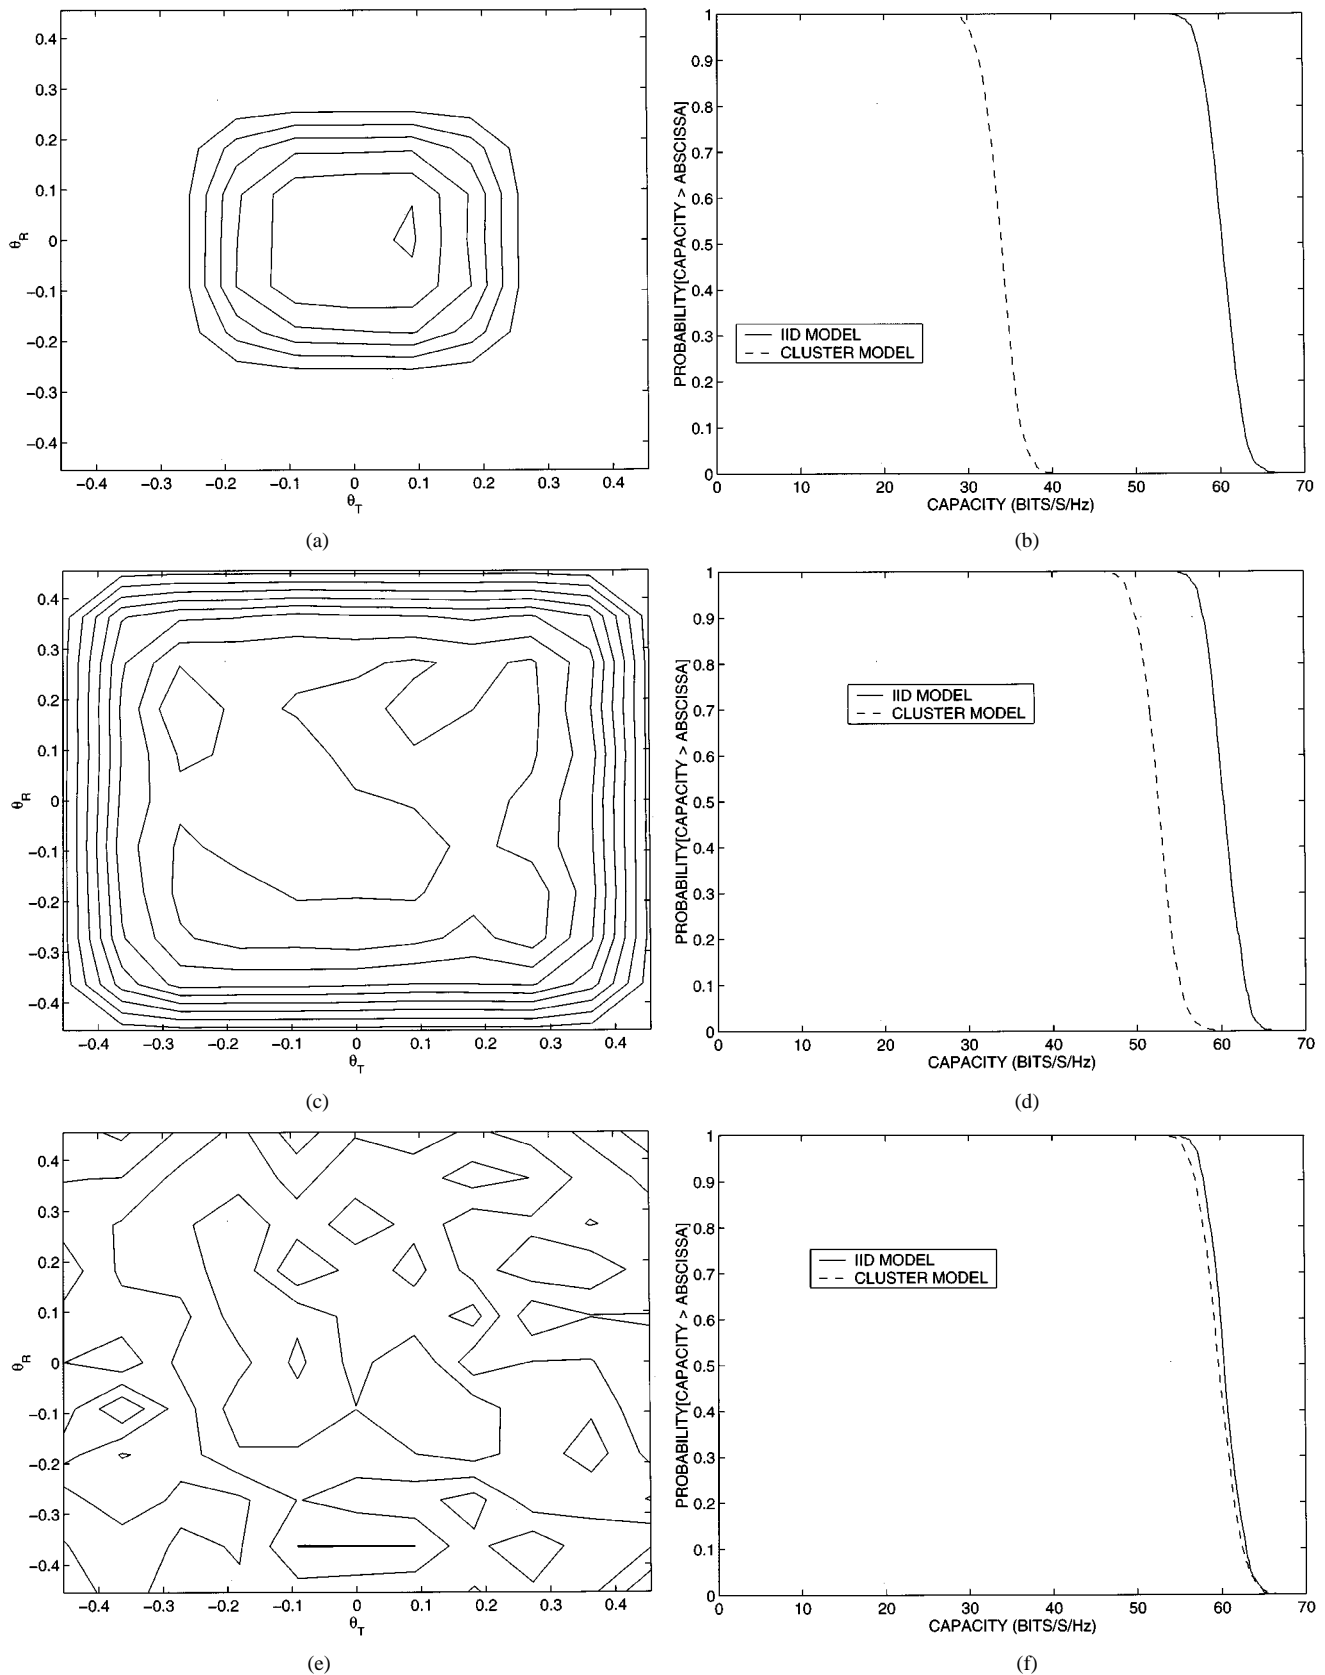 0.4
0.3
0.2
0.1
0
−0.1
−0.2
−0.3
−0.4
θR
−0.4 −0.3 −0.2 −0.1 0 0.1 0.2 0.3 0.4
θT
(a)
1
0.9
0.8
0.7
0.6
0.5
0.4
0.3
0.2
0.1
0
PROBABILITY[CAPACITY > ABSCISSA]
IID MODEL
CLUSTER MODEL
0 10 20 30 40 50 60 70
CAPACITY (BITS/S/Hz)
(b)
0.4
0.3
0.2
0.1
0
−0.1
−0.2
−0.3
−0.4
θR
−0.4 −0.3 −0.2 −0.1 0 0.1 0.2 0.3 0.4
θT
(c)
1
0.9
0.8
0.7
0.6
0.5
0.4
0.3
0.2
0.1
0
PROBABILITY[CAPACITY > ABSCISSA]
IID MODEL
CLUSTER MODEL
0 10 20 30 40 50 60 70
CAPACITY (BITS/S/Hz)
(d)
0.4
0.3
0.2
0.1
0
−0.1
−0.2
−0.3
−0.4
θR
−0.4 −0.3 −0.2 −0.1 0 0.1 0.2 0.3 0.4
θT
(e)
1
0.9
0.8
0.7
0.6
0.5
0.4
0.3
0.2
0.1
0
PROBABILITY[CAPACITY > ABSCISSA]
IID MODEL
CLUSTER MODEL
0 10 20 30 40 50 60 70
CAPACITY (BITS/S/Hz)
(f)